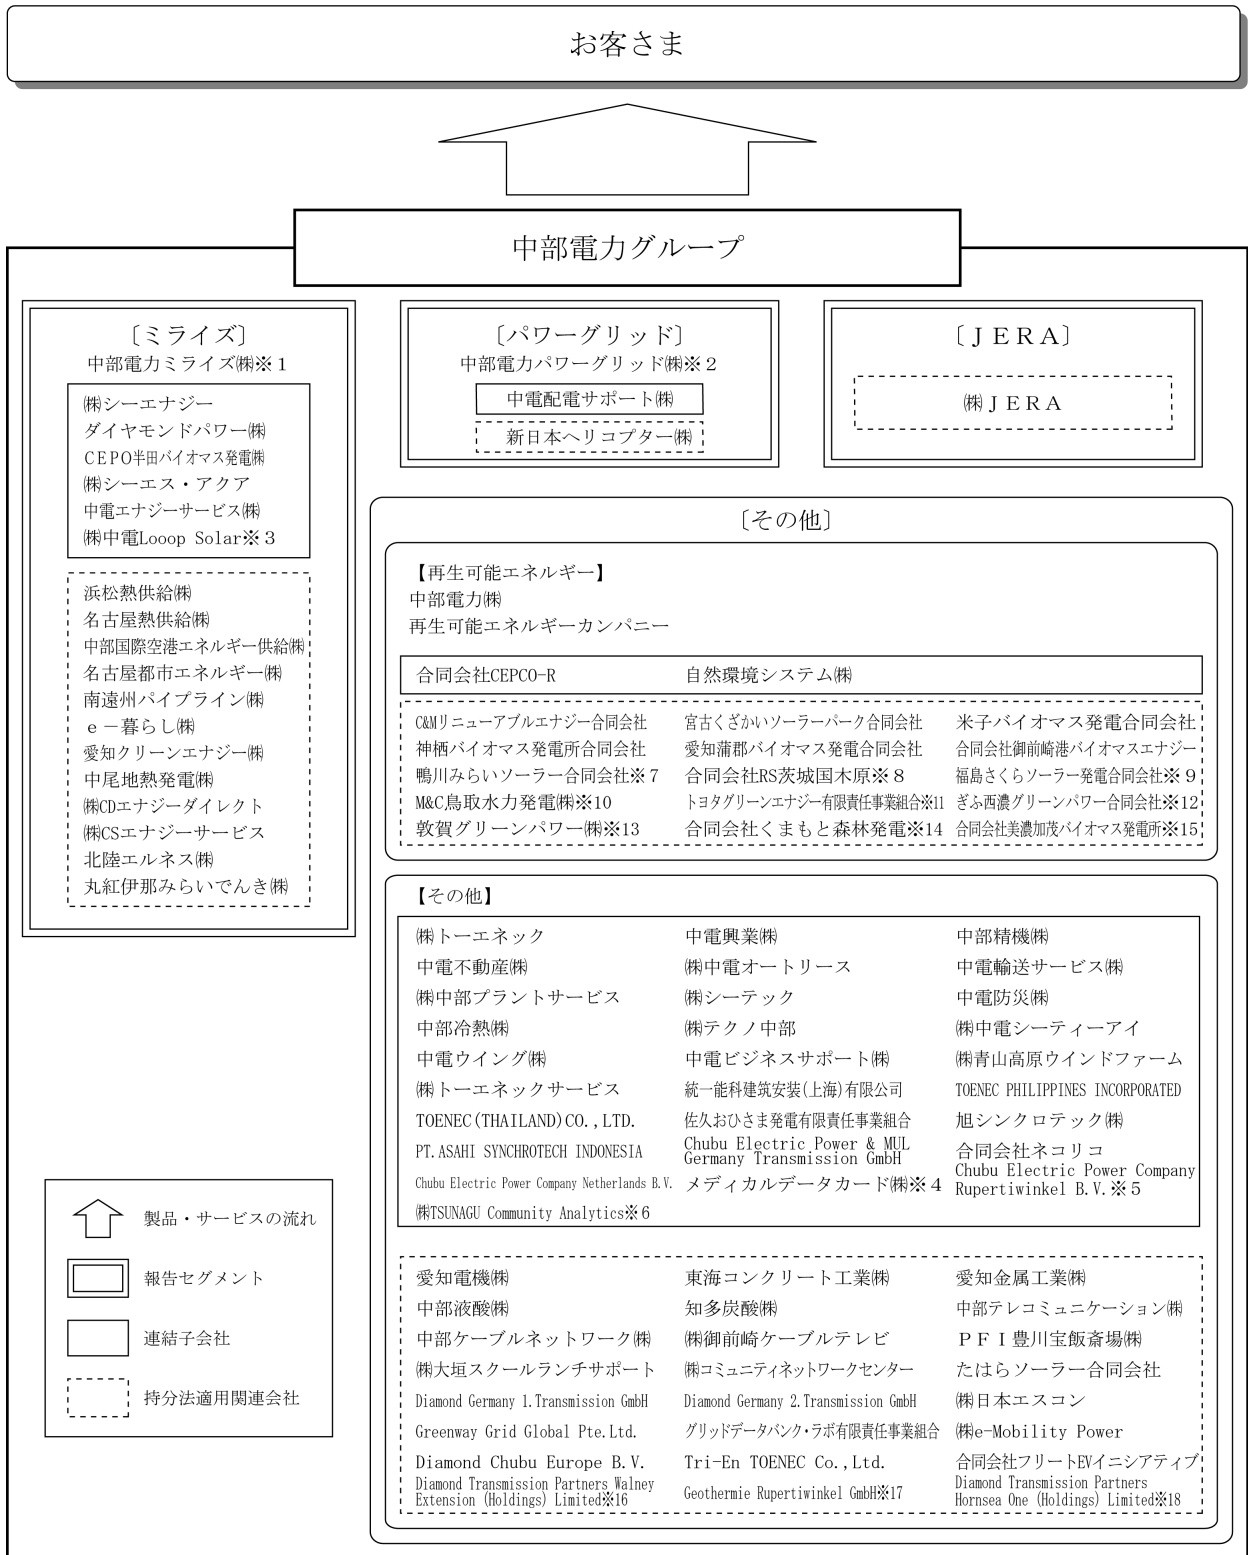 お客さま
中部電力グループ
〔ミライズ〕
中部電力ミライズ㈱※１
㈱シーエナジー
ダイヤモンドパワー㈱
CEPO半田バイオマス発電㈱
㈱シーエス・アクア
中電エナジーサービス㈱
㈱中電Looop Solar※３
浜松熱供給㈱
名古屋熱供給㈱
中部国際空港エネルギー供給㈱
名古屋都市エネルギー㈱
南遠州パイプライン㈱
ｅ－暮らし㈱
愛知クリーンエナジー㈱
中尾地熱発電㈱
㈱CDエナジーダイレクト
㈱CSエナジーサービス
北陸エルネス㈱
丸紅伊那みらいでんき㈱
〔パワーグリッド〕
中部電力パワーグリッド㈱※２
中電配電サポート㈱
新日本ヘリコプター㈱
〔ＪＥＲＡ〕
㈱ＪＥＲＡ
〔その他〕
【再生可能エネルギー】
中部電力㈱
再生可能エネルギーカンパニー
合同会社CEPCO-R 自然環境システム㈱
C&Mリニューアブルエナジー合同会社 宮古くざかいソーラーパーク合同会社 米子バイオマス発電合同会社
神栖バイオマス発電所合同会社 愛知蒲郡バイオマス発電合同会社 合同会社御前崎港バイオマスエナジー
鴨川みらいソーラー合同会社※７ 合同会社RS茨城国木原※８ 福島さくらソーラー発電合同会社※９
M&C鳥取水力発電㈱※10 トヨタグリーンエナジー有限責任事業組合※11 ぎふ西濃グリーンパワー合同会社※12
敦賀グリーンパワー㈱※13 合同会社くまもと森林発電※14 合同会社美濃加茂バイオマス発電所※15
【その他】
㈱トーエネック 中電興業㈱ 中部精機㈱
中電不動産㈱ ㈱中電オートリース 中電輸送サービス㈱
㈱中部プラントサービス ㈱シーテック 中電防災㈱
中部冷熱㈱ ㈱テクノ中部 ㈱中電シーティーアイ
中電ウイング㈱ 中電ビジネスサポート㈱ ㈱青山高原ウインドファーム
㈱トーエネックサービス 統一能科建筑安装(上海)有限公司 TOENEC PHILIPPINES INCORPORATED
TOENEC(THAILAND)CO.,LTD. 佐久おひさま発電有限責任事業組合 旭シンクロテック㈱
PT.ASAHI SYNCHROTECH INDONESIA Chubu Electric Power & MUL
Germany Transmission GmbH 合同会社ネコリコ
Chubu Electric Power Company Netherlands B.V. メディカルデータカード㈱※４ Chubu Electric Power Company
Rupertiwinkel B.V.※５
㈱TSUNAGU Community Analytics※６
愛知電機㈱ 東海コンクリート工業㈱ 愛知金属工業㈱
中部液酸㈱ 知多炭酸㈱ 中部テレコミュニケーション㈱
中部ケーブルネットワーク㈱ ㈱御前崎ケーブルテレビ ＰＦＩ豊川宝飯斎場㈱
㈱大垣スクールランチサポート ㈱コミュニティネットワークセンター たはらソーラー合同会社
Diamond Germany 1.Transmission GmbH Diamond Germany 2.Transmission GmbH ㈱日本エスコン
Greenway Grid Global Pte.Ltd. グリッドデータバンク・ラボ有限責任事業組合 ㈱e-Mobility Power
Diamond Chubu Europe B.V. Tri-En TOENEC Co.,Ltd. 合同会社フリートEVイニシアティブ
Diamond Transmission Partners Walney
Extension (Holdings) Limited※16 Geothermie Rupertiwinkel GmbH※17 Diamond Transmission Partners
Hornsea One (Holdings) Limited※18
製品・サービスの流れ
報告セグメント
連結子会社
持分法適用関連会社